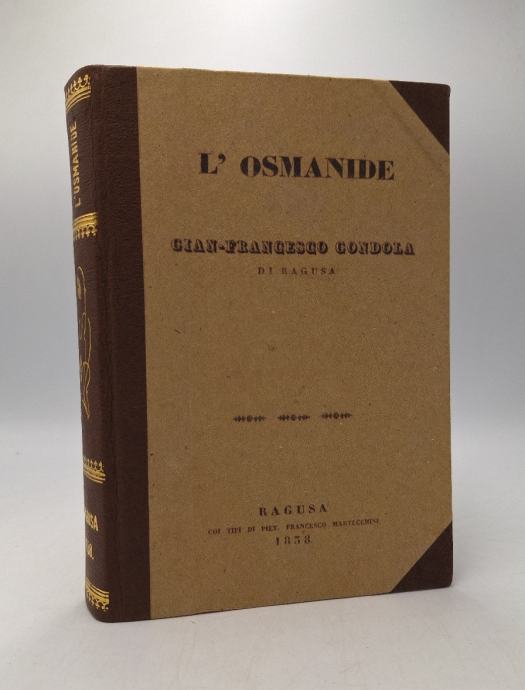 L' OSMANIDE
GIAN-FRANCESCO GONDOLA
DI RAGUSA
RAGUSA
COI TIPI DI PIET. FRANCESCO MARTECCHINI
1838
L'OSMANIDE